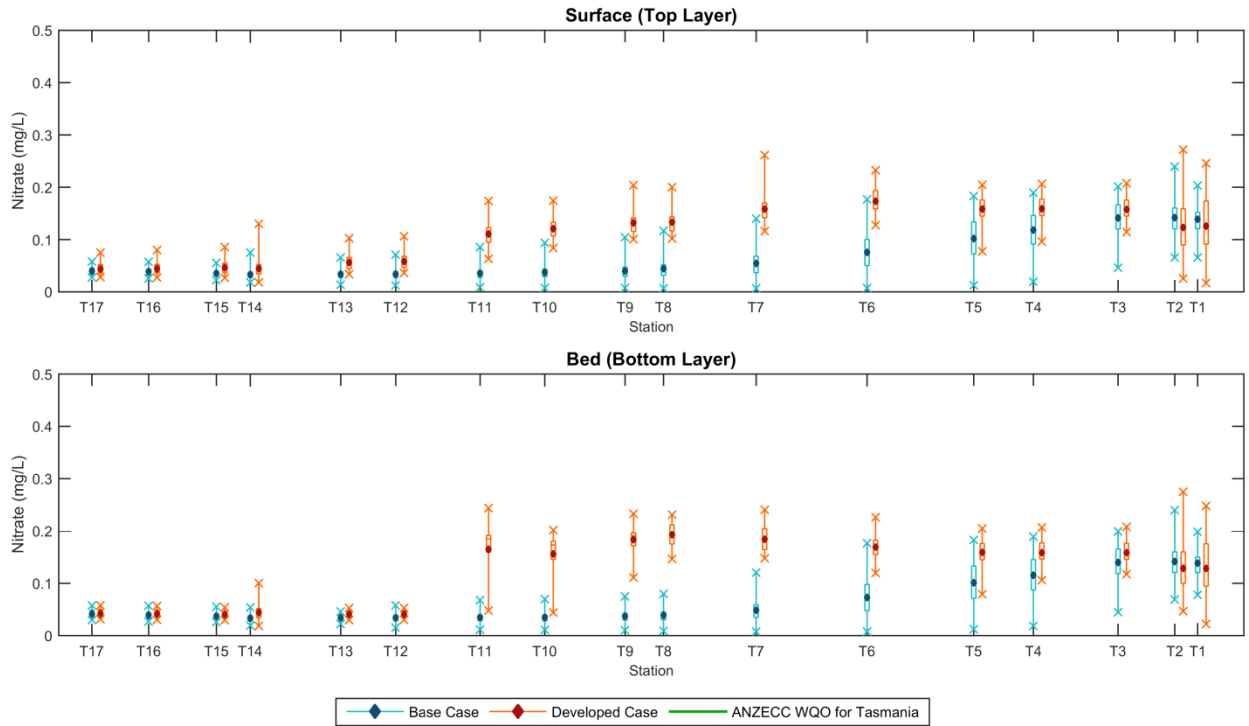 Surface (Top Layer)
0.5
0.4
0.3
0.2
0.1
0
Nitrate (mg/L)
T17 T16 T15 T14 T13 T12 T11 T10 T9 T8 T7 T6 T5 T4 T3 T2 T1
Station
Bed (Bottom Layer)
0.5
0.4
0.3
0.2
0.1
0
Nitrate (mg/L)
T17 T16 T15 T14 T13 T12 T11 T10 T9 T8 T7 T6 T5 T4 T3 T2 T1
Station
Base Case Developed Case ANZECC WQO for Tasmania